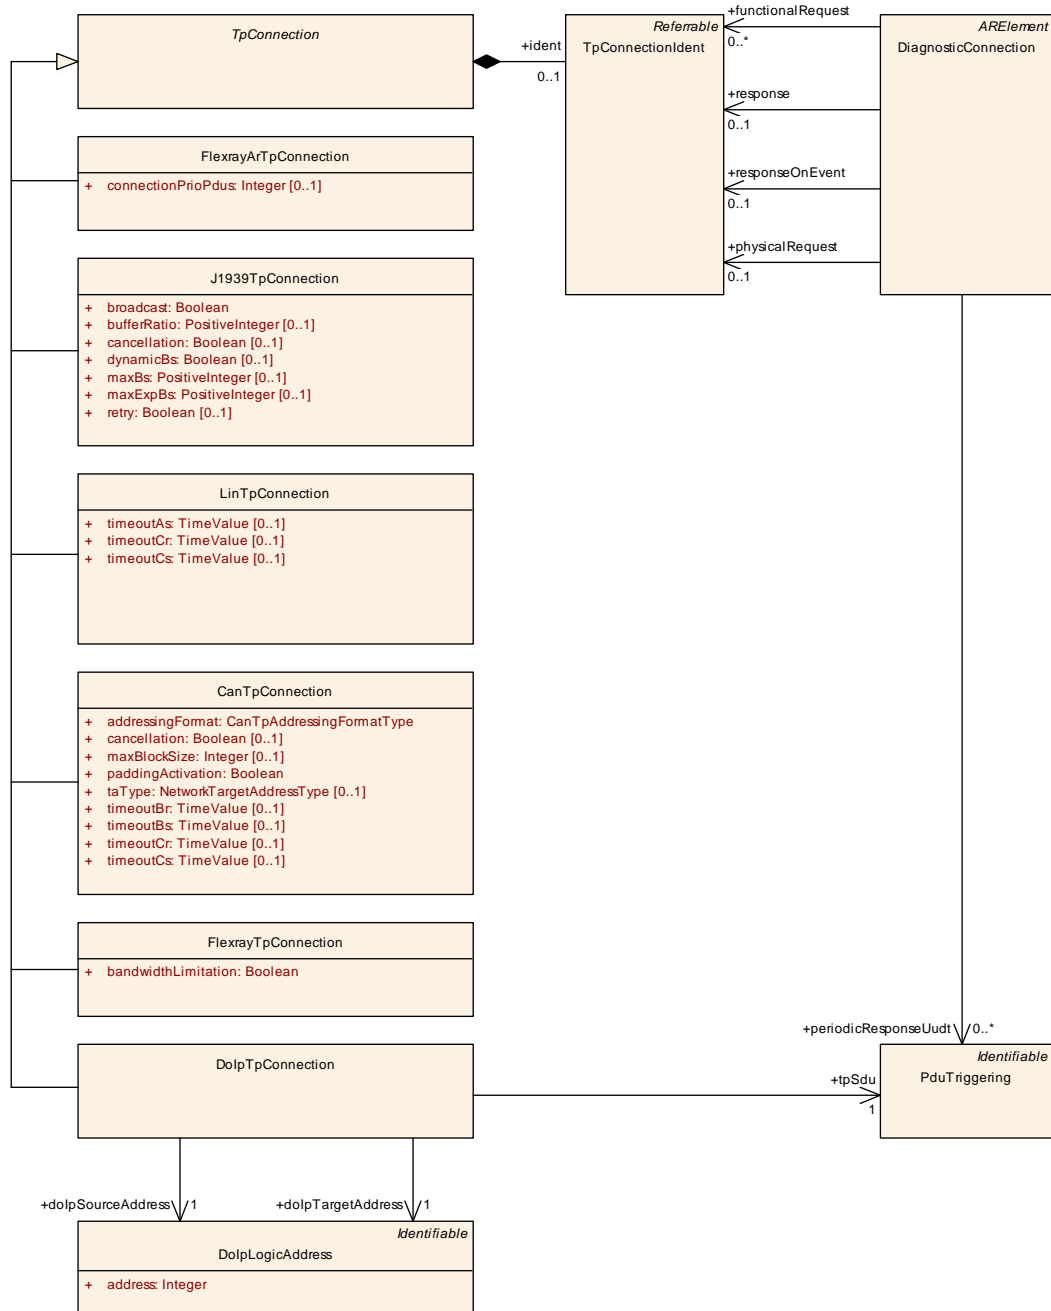 TpConnection
+ident
0..1
Referrable
TpConnectionIdent
+functionalRequest
0..*
+response
0..1
+responseOnEvent
0..1
+physicalRequest
0..1
ARElement
DiagnosticConnection
FlexrayArTpConnection
+ connectionPrioPdus: Integer [0..1]
J1939TpConnection
+ broadcast: Boolean
+ bufferRatio: PositiveInteger [0..1]
+ cancellation: Boolean [0..1]
+ dynamicBs: Boolean [0..1]
+ maxBs: PositiveInteger [0..1]
+ maxExpBs: PositiveInteger [0..1]
+ retry: Boolean [0..1]
LinTpConnection
+ timeoutAs: TimeValue [0..1]
+ timeoutCr: TimeValue [0..1]
+ timeoutCs: TimeValue [0..1]
CanTpConnection
+ addressingFormat: CanTpAddressingFormatType
+ cancellation: Boolean [0..1]
+ maxBlockSize: Integer [0..1]
+ paddingActivation: Boolean
+ taType: NetworkTargetAddressType [0..1]
+ timeoutBr: TimeValue [0..1]
+ timeoutBs: TimeValue [0..1]
+ timeoutCr: TimeValue [0..1]
+ timeoutCs: TimeValue [0..1]
FlexrayTpConnection
+ bandwidthLimitation: Boolean
+periodicResponseUudt 0..*
DoIpTpConnection
+tpSdu
1
Identifiable
PduTriggering
+doIpSourceAddress 1
+doIpTargetAddress 1
Identifiable
DoIpLogicAddress
+ address: Integer